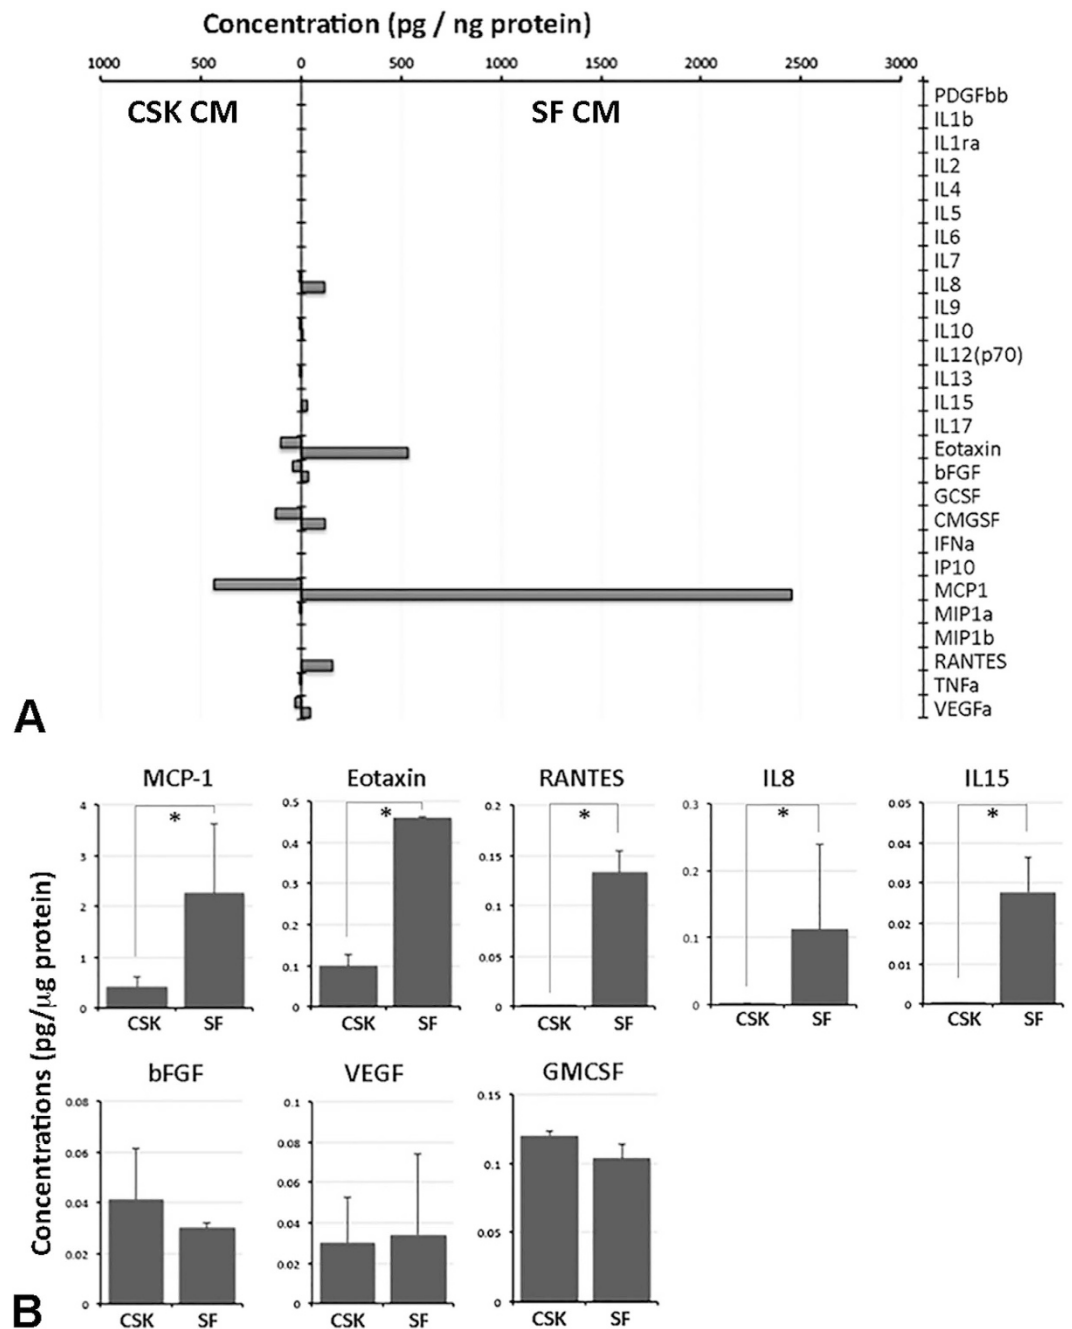 Concentration (pg / ng protein)
1000 500 0 500 1000 1500 2000 2500 3000
CSK CM SF CM
PDGFbb
IL1b
IL1ra
IL2
IL4
IL5
IL6
IL7
IL8
IL9
IL10
IL12(p70)
IL13
IL15
IL17
Eotaxin
bFGF
GCSF
CMGSF
IFNa
IP10
MCP1
MIP1a
MIP1b
RANTES
TNFa
VEGFa
A
Concentrations (pg/μg protein)
MCP-1
4
3
2
1
0
*
CSK SF
Eotaxin
0.5
0.4
0.3
0.2
0.1
0
*
CSK SF
RANTES
0.2
0.15
0.1
0.05
0
*
CSK SF
IL8
0.3
0.2
0.1
0
*
CSK SF
IL15
0.05
0.04
0.03
0.02
0.01
0
*
CSK SF
bFGF
0.08
0.06
0.04
0.02
0
CSK SF
VEGF
0.1
0.08
0.06
0.04
0.02
0
CSK SF
GMCSF
0.15
0.1
0.05
0
CSK SF
B